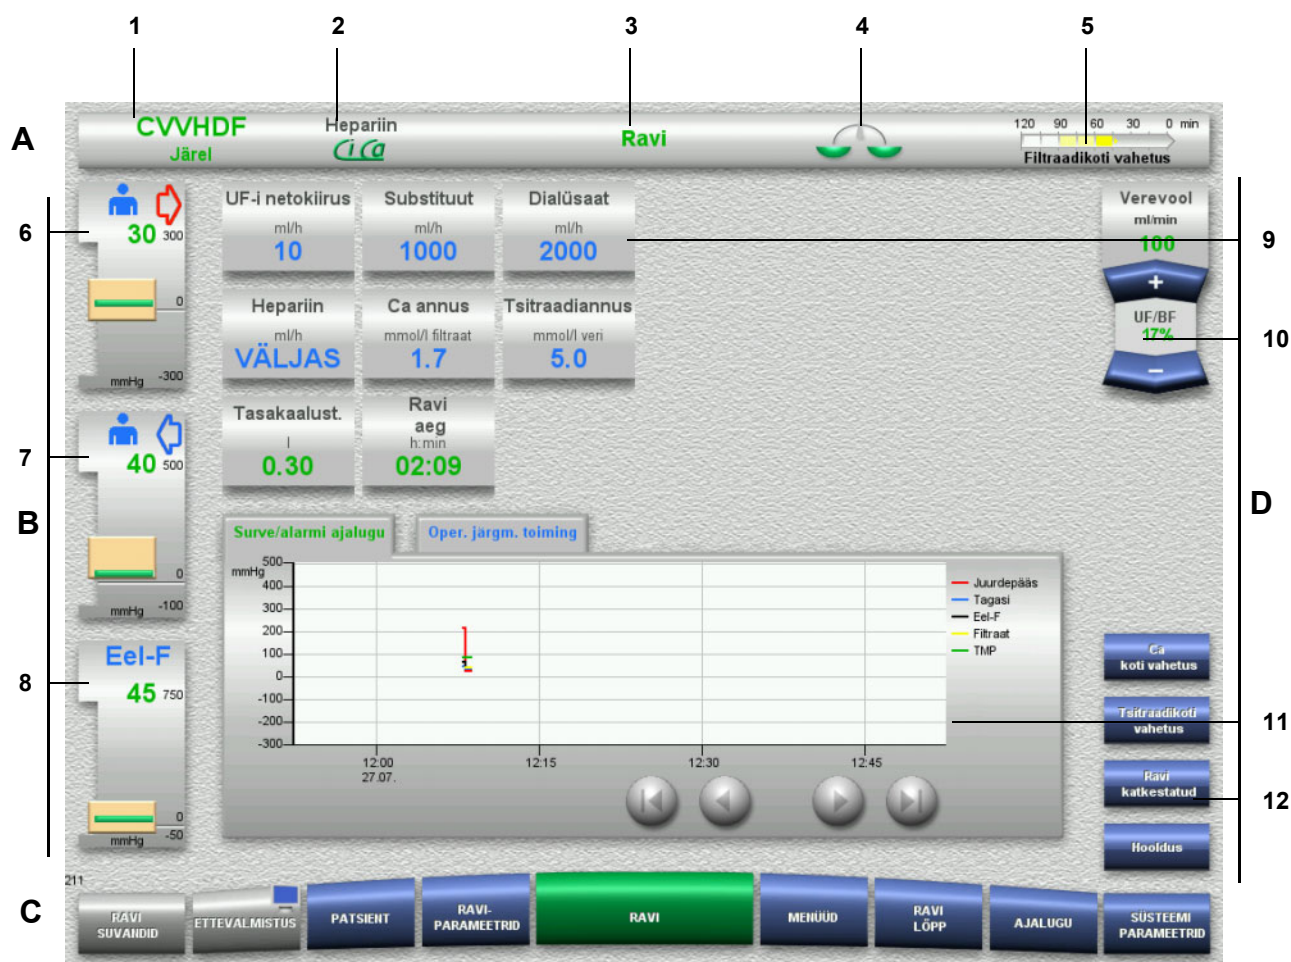 1 2 3 4 5
A
CVVHDF
Järel
Hepariin
CiCa
Ravi
120 90 60 30 0 min
Filtraadikoti vahetus
6
30 300
0
-300
mmHg
7
40 500
0
-100
mmHg
B
8
Eel-F
45 750
0
-50
mmHg
UF-i netokiirus
ml/h
10
Substituut
ml/h
1000
Dialüsaat
ml/h
2000
Hepariin
ml/h
VÄLJAS
Ca annus
mmol/l filtraat
1.7
Tsitraadiannus
mmol/l veri
5.0
Tasakaalust.
l
0.30
Ravi
aeg
h:min
02:09
Verevool
ml/min
100
+
UF/BF
17%
–
9
10
D
11
12
Surve/alarmi ajalugu
Oper. järgm. toiming
mmHg
500
400
300
200
100
0
-100
-200
-300
12:00 12:15 12:30 12:45
27.07.
Juurdepääs
Tagasi
Eel-F
Filtraat
TMP
Ca
koti vahetus
Tsitraadikoti
vahetus
Ravi
katkestatud
Hooldus
211
C
RAVI
SUVANDID
ETTEVALMISTUS
PATSIENT
RAVI-
PARAMEETRID
RAVI
MENÜÜD
RAVI
LÕPP
AJALUGU
SÜSTEEMI
PARAMEETRID